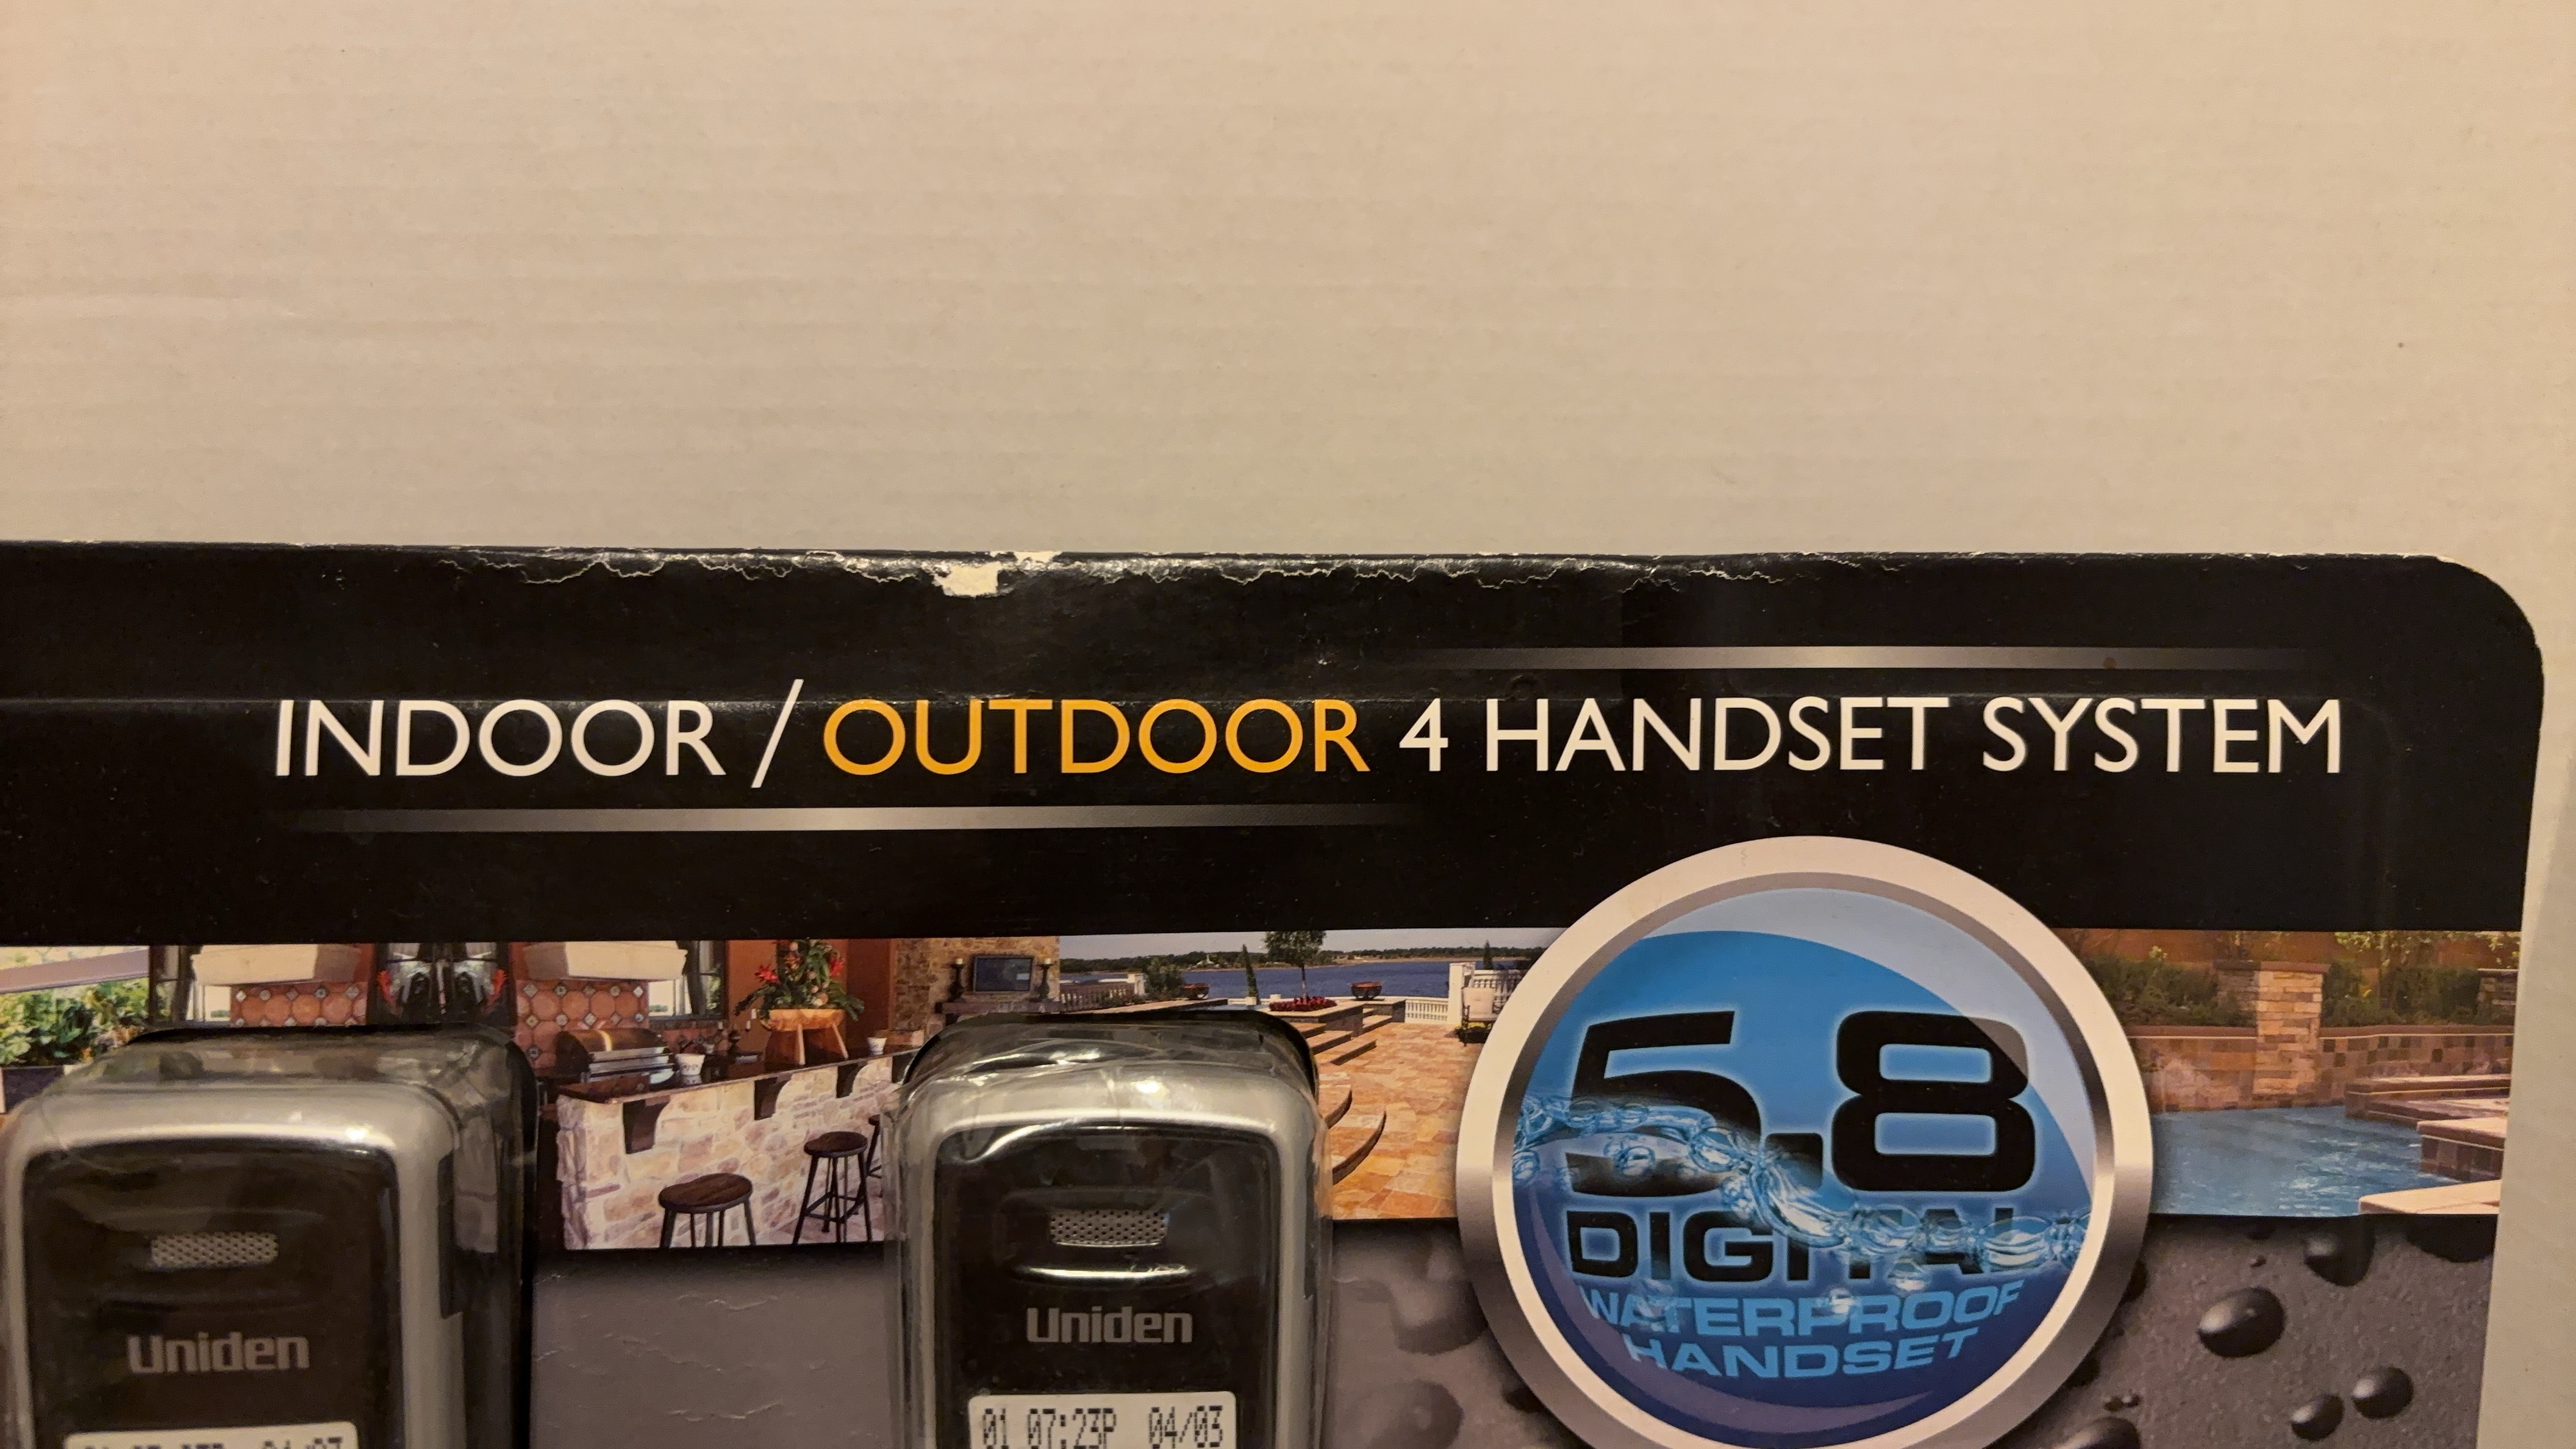 INDOOR / OUTDOOR 4 HANDSET SYSTEM
5.8
DIGITAL
WATERPROOF
HANDSET
Uniden
Uniden
01 07:23P 04/03